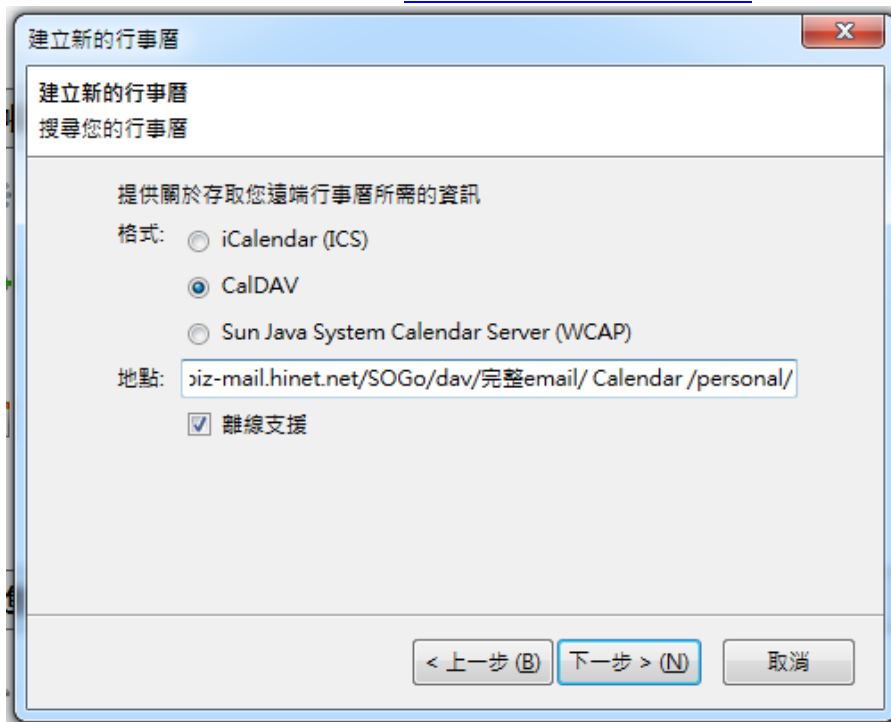 建立新的行事曆
建立新的行事曆
搜尋您的行事曆
提供關於存取您遠端行事曆所需的資訊
格式: iCalendar (ICS)
CalDAV
Sun Java System Calendar Server (WCAP)
地點: biz-mail.hinet.net/SOGo/dav/完整email/ Calendar /personal/
離線支援
< 上一步 (B) 下一步 > (N) 取消